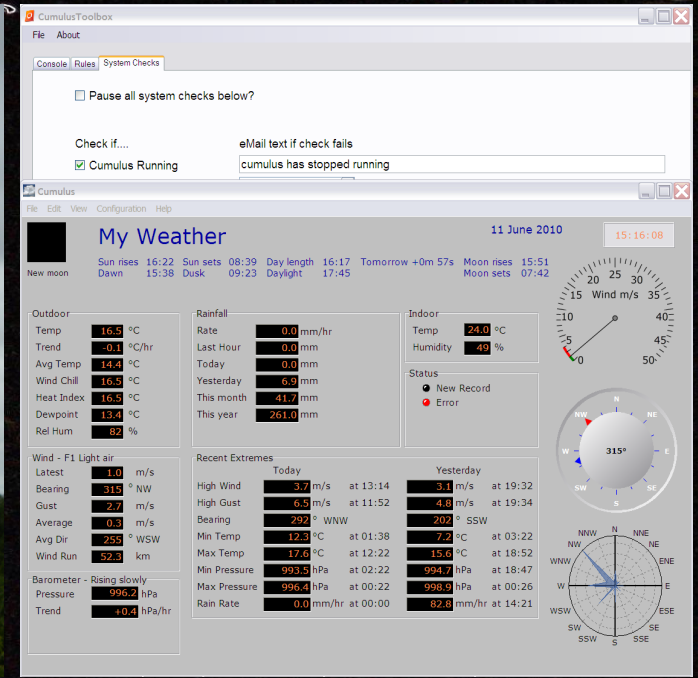 CumulusToolbox
File About
Console Rules System Checks
Pause all system checks below?
Check if.... eMail text if check fails
Cumulus Running cumulus has stopped running
Cumulus
File Edit View Configuration Help
My Weather 11 June 2010 15:16:08
New moon
Sun rises 16:22 Sun sets 08:39 Day length 16:17 Tomorrow +0m 57s Moon rises 15:51
Dawn 15:38 Dusk 09:23 Daylight 17:45 Moon sets 07:42
Outdoor
Temp 16.5 °C
Trend -0.1 °C/hr
Avg Temp 14.4 °C
Wind Chill 16.5 °C
Heat Index 16.5 °C
Dewpoint 13.4 °C
Rel Hum 82 %
Rainfall
Rate 0.0 mm/hr
Last Hour 0.0 mm
Today 0.0 mm
Yesterday 6.9 mm
This month 41.7 mm
This year 261.0 mm
Indoor
Temp 24.0 °C
Humidity 49 %
Status
New Record
Error
Wind m/s
0 5 10 15 20 25 30 35 40 45 50
N NE E SE S SW W NW
315°
Wind - F1 Light air
Latest 1.0 m/s
Bearing 315 ° NW
Gust 2.7 m/s
Average 0.3 m/s
Avg Dir 255 ° WSW
Wind Run 52.3 km
Barometer - Rising slowly
Pressure 996.2 hPa
Trend +0.4 hPa/hr
Recent Extremes
Today Yesterday
High Wind 3.7 m/s at 13:14 3.1 m/s at 19:32
High Gust 6.5 m/s at 11:52 4.8 m/s at 19:34
Bearing 292 ° WNW 202 ° SSW
Min Temp 12.3 °C at 01:38 7.2 °C at 03:22
Max Temp 17.6 °C at 12:22 15.6 °C at 18:52
Min Pressure 993.5 hPa at 02:22 994.7 hPa at 18:47
Max Pressure 996.4 hPa at 00:22 998.9 hPa at 00:26
Rain Rate 0.0 mm/hr at 00:00 82.8 mm/hr at 14:21
N NNE NE ENE E ESE SE SSE S SSW SW WSW W WNW NW NNW